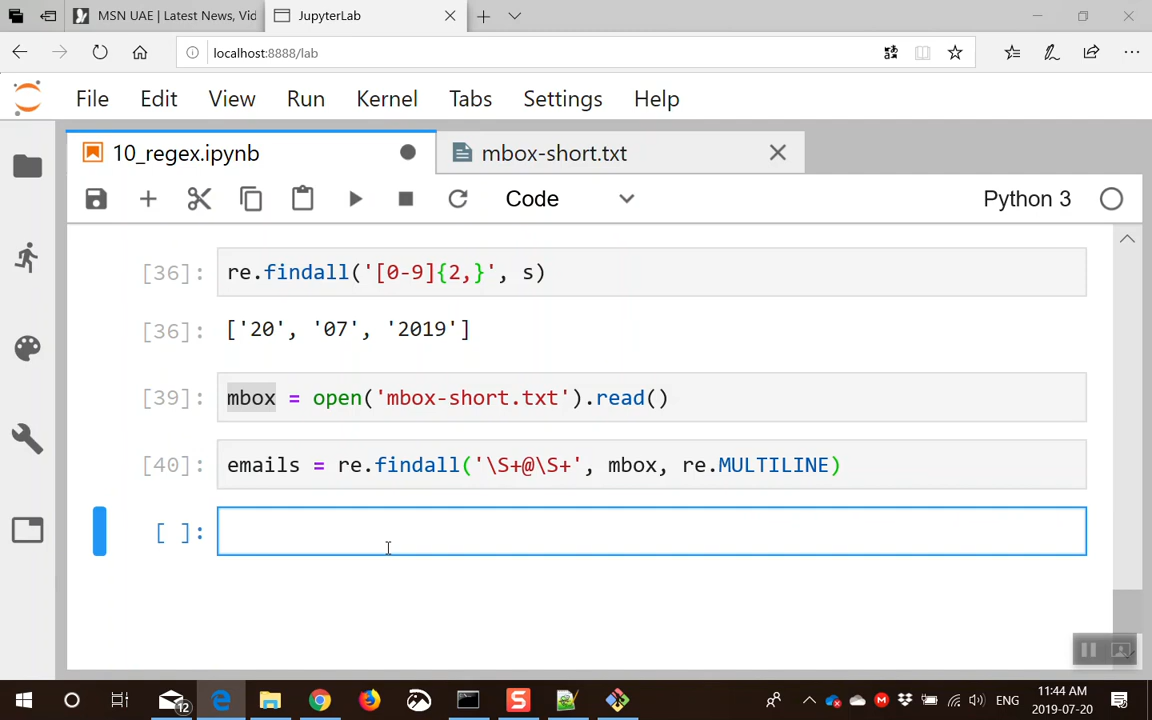 MSN UAE | Latest News, Vid
JupyterLab
localhost:8888/lab
File Edit View Run Kernel Tabs Settings Help
10_regex.ipynb
mbox-short.txt
Code
Python 3
[36]: re.findall('[0-9]{2,}', s)
[36]: ['20', '07', '2019']
[39]: mbox = open('mbox-short.txt').read()
[40]: emails = re.findall('\S+@\S+', mbox, re.MULTILINE)
[ ]:
12
ENG
11:44 AM
2019-07-20